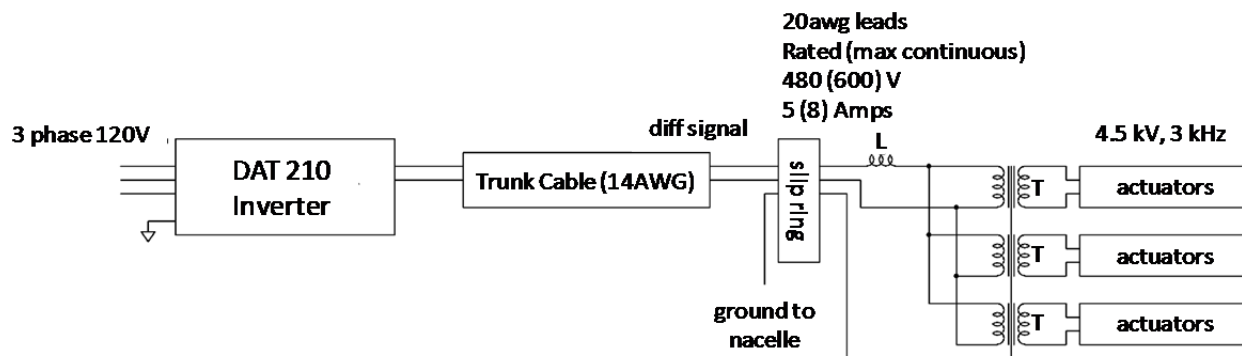 20awg leads
Rated (max continuous)
480 (600) V
5 (8) Amps
3 phase 120V
diff signal
L
4.5 kV, 3 kHz
DAT 210
Inverter
Trunk Cable (14AWG)
slip ring
T
actuators
T
actuators
T
actuators
ground to
nacelle